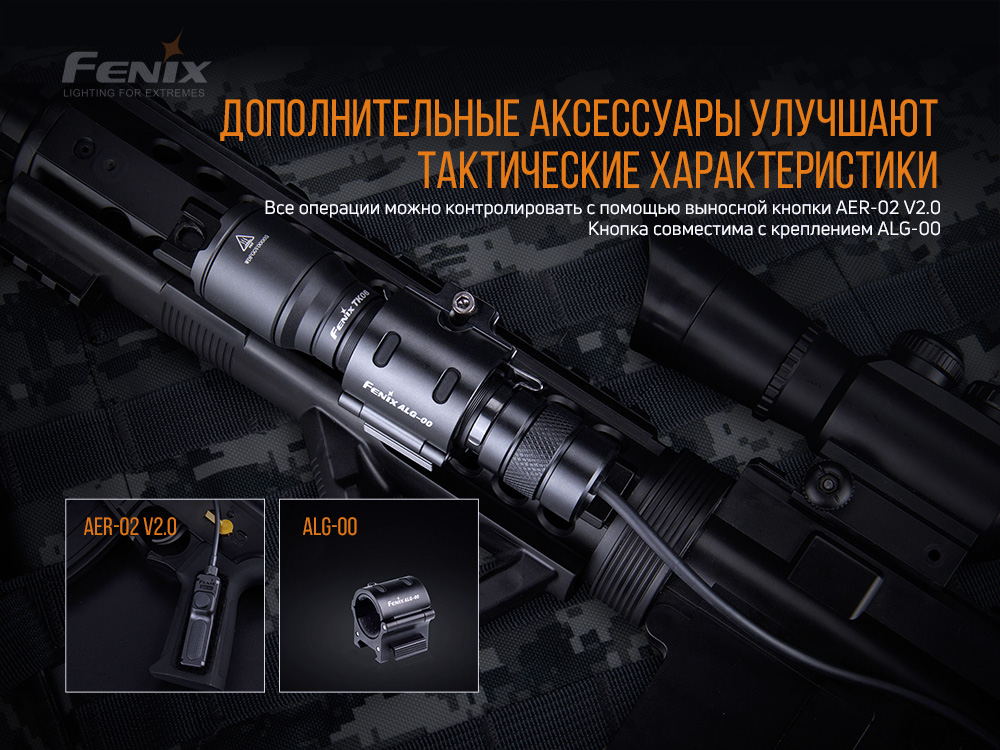 FENIX
LIGHTING FOR EXTREMES
ДОПОЛНИТЕЛЬНЫЕ АКСЕССУАРЫ УЛУЧШАЮТ
ТАКТИЧЕСКИЕ ХАРАКТЕРИСТИКИ
Все операции можно контролировать с помощью выносной кнопки AER-02 V2.0
Кнопка совместима с креплением ALG-00
FENIX TK06
FENIX ALG-00
AER-02 V2.0
FENIX
ALG-00
FENIX ALG-00